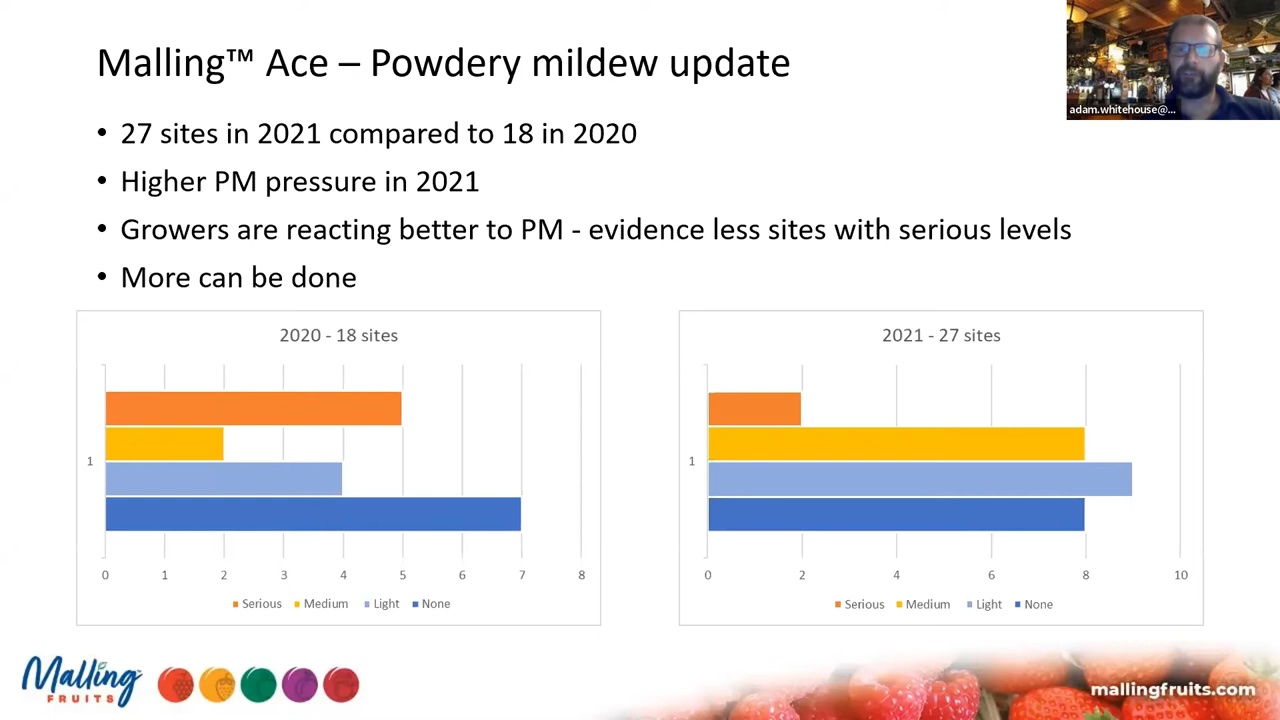 Malling™ Ace – Powdery mildew update
adam.whitehouse@...
• 27 sites in 2021 compared to 18 in 2020
• Higher PM pressure in 2021
• Growers are reacting better to PM - evidence less sites with serious levels
• More can be done
2020 - 18 sites
1
0 1 2 3 4 5 6 7 8
Serious Medium Light None
2021 - 27 sites
1
0 2 4 6 8 10
Serious Medium Light None
Malling™
FRUITS
mallingfruits.com